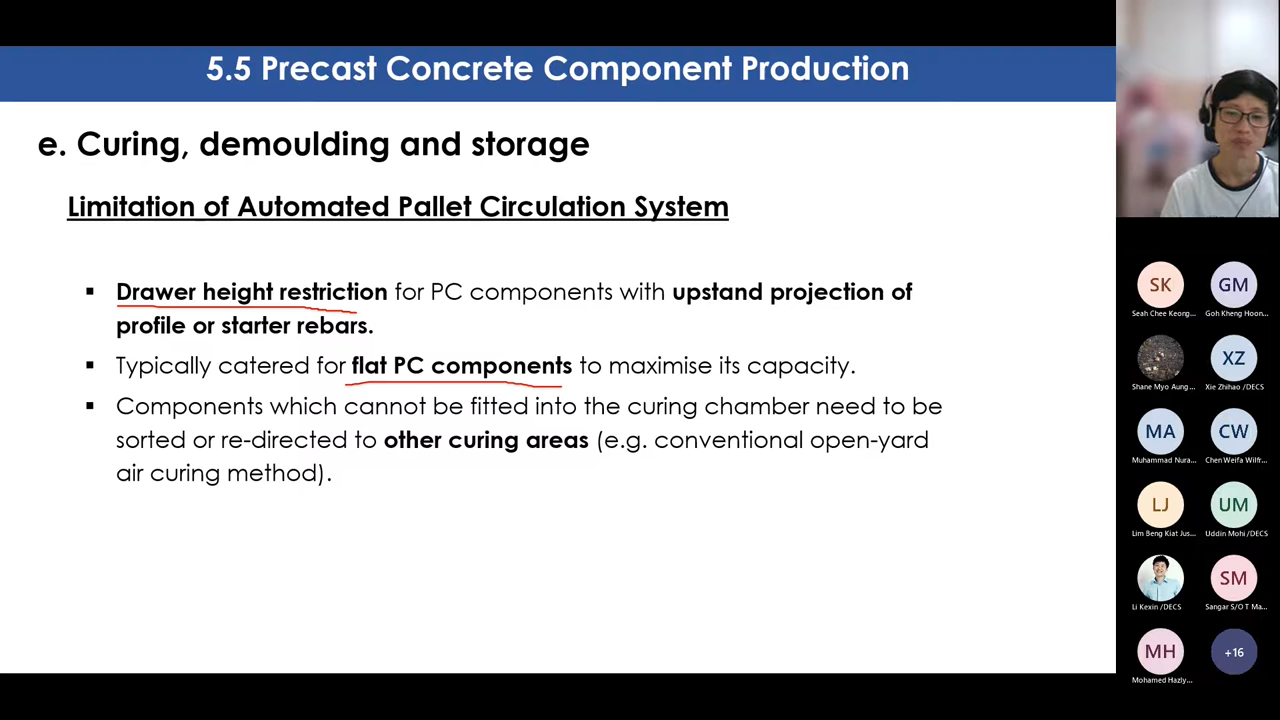 5.5 Precast Concrete Component Production
e. Curing, demoulding and storage
Limitation of Automated Pallet Circulation System
▪ Drawer height restriction for PC components with upstand projection of
profile or starter rebars.
▪ Typically catered for flat PC components to maximise its capacity.
▪ Components which cannot be fitted into the curing chamber need to be
sorted or re-directed to other curing areas (e.g. conventional open-yard
air curing method).
SK
GM
Seah Chee Keong...
Goh Kheng Hoon...
XZ
Shane Myo Aung...
Xie Zhihao /DECS
MA
CW
Muhammad Nura...
Chen Weifa Wilfr...
LJ
UM
Lim Beng Kiat Jus...
Uddin Mohi /DECS
SM
Li Kexin /DECS
Sangar S/O T Ma...
MH
+16
Mohamed Hazly...